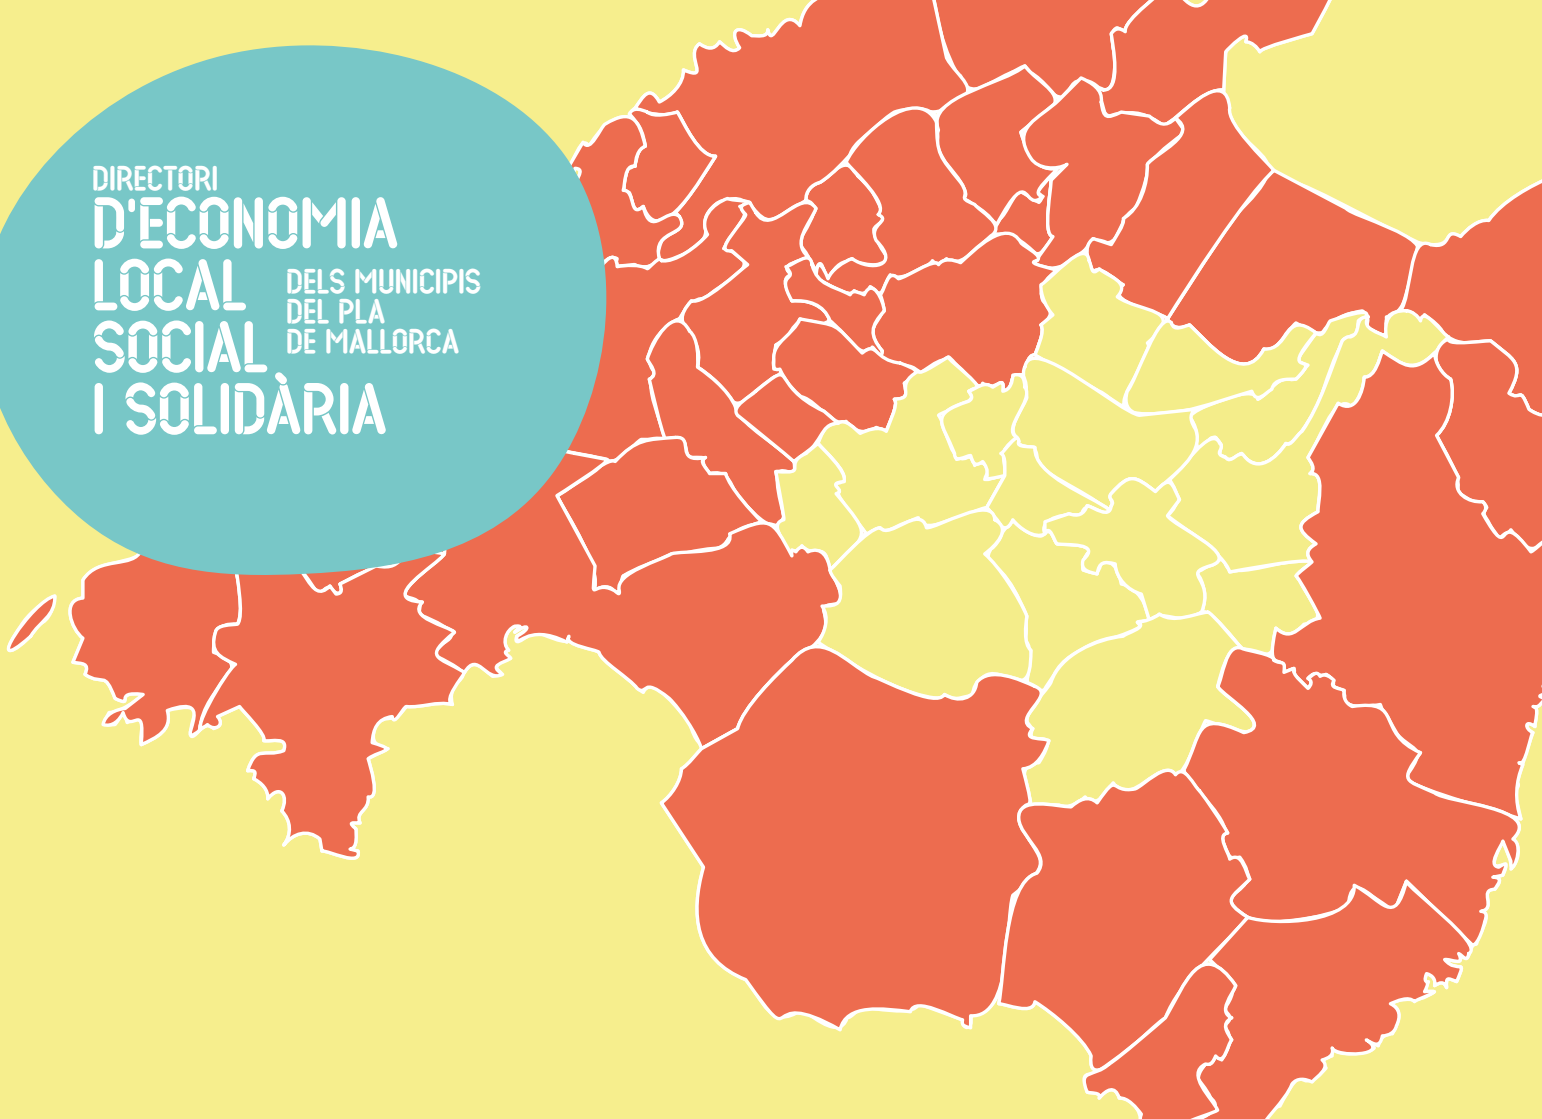 DIRECTORI
D'ECONOMIA
LOCAL
SOCIAL
I SOLIDÀRIA
DELS MUNICIPIS
DEL PLA
DE MALLORCA